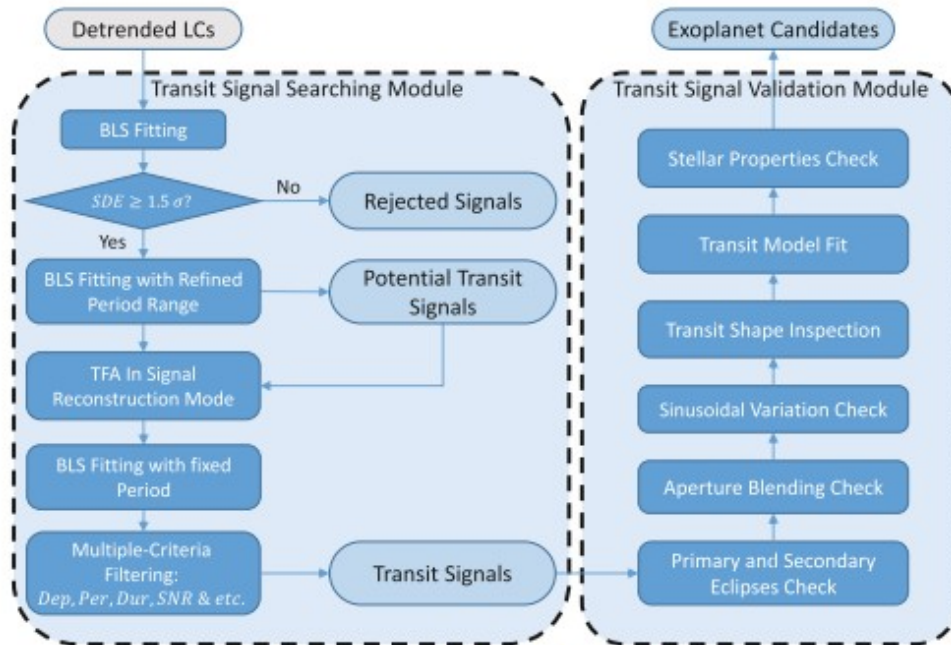 Detrended LCs
Transit Signal Searching Module
BLS Fitting
SDE ≥ 1.5 σ?
No
Rejected Signals
Yes
BLS Fitting with Refined
Period Range
Potential Transit
Signals
TFA In Signal
Reconstruction Mode
BLS Fitting with fixed
Period
Multiple-Criteria
Filtering:
Dep, Per, Dur, SNR & etc.
Transit Signals
Exoplanet Candidates
Transit Signal Validation Module
Stellar Properties Check
Transit Model Fit
Transit Shape Inspection
Sinusoidal Variation Check
Aperture Blending Check
Primary and Secondary
Eclipses Check